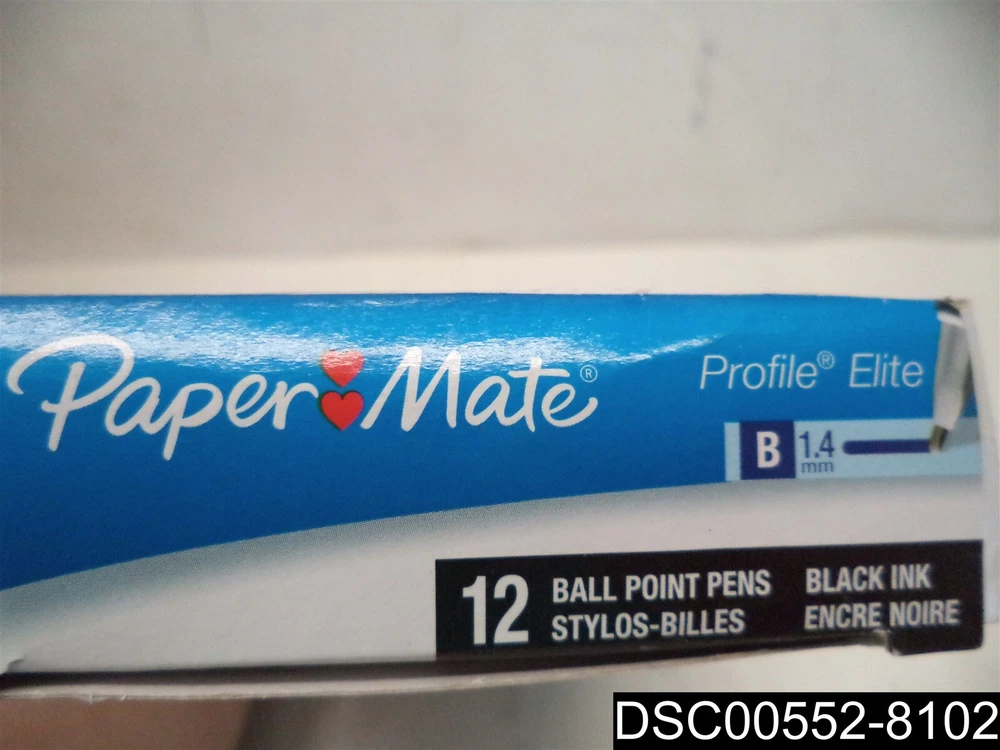 Paper Mate®
Profile® Elite
B 1.4 mm
12 BALL POINT PENS BLACK INK
STYLOS-BILLES ENCRE NOIRE
DSC00552-8102